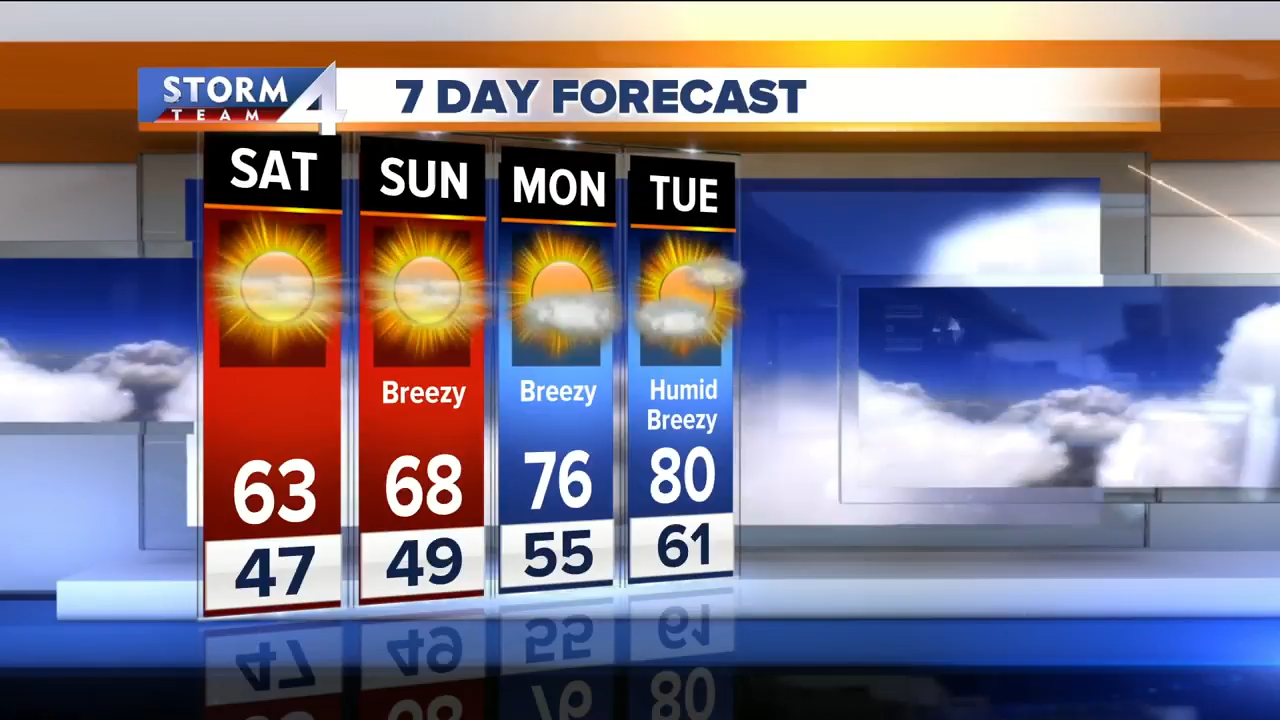 STORM
TEAM
4
7 DAY FORECAST
SAT
63
47
SUN
Breezy
68
49
MON
Breezy
76
55
TUE
Humid
Breezy
80
61